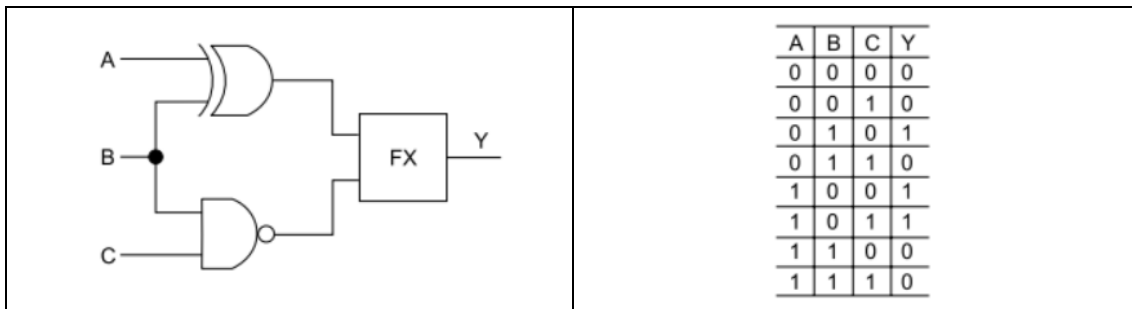 A
B
C
FX
Y
A B C Y
0 0 0 0
0 0 1 0
0 1 0 1
0 1 1 0
1 0 0 1
1 0 1 1
1 1 0 0
1 1 1 0